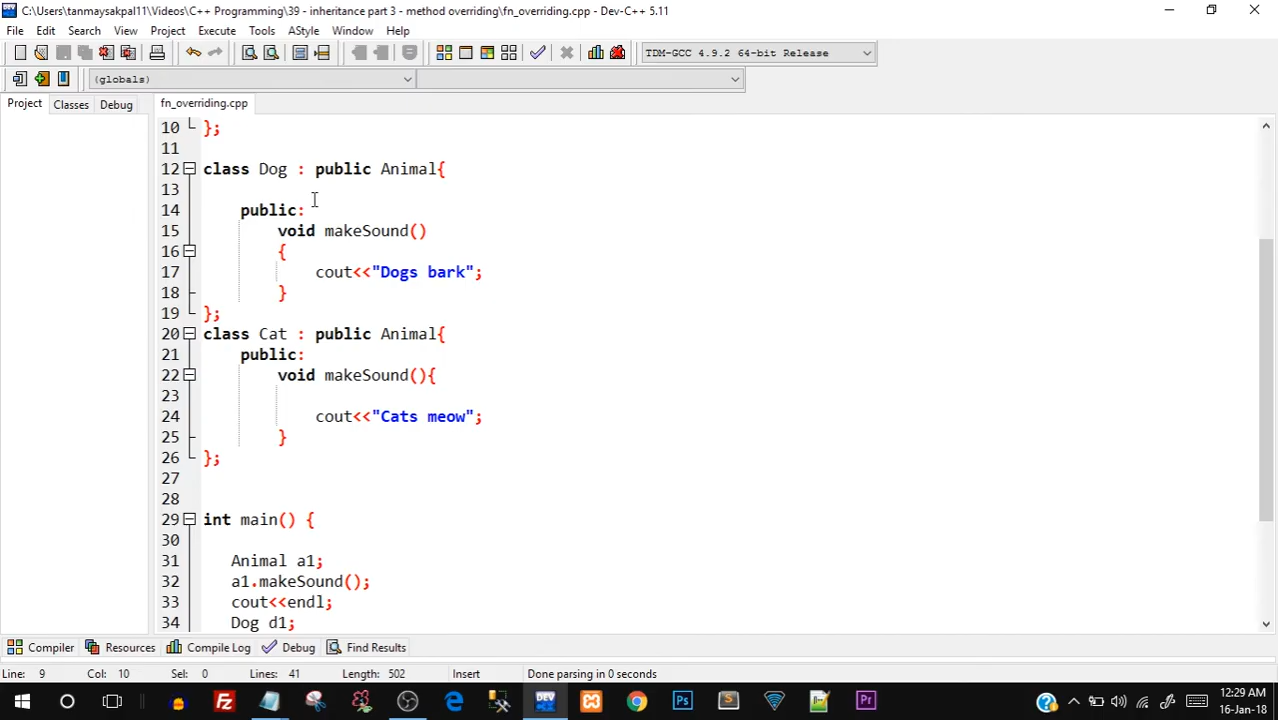 C:\Users\tanmaysakpal11\Videos\C++ Programming\39 - inheritance part 3 - method overriding\fn_overriding.cpp - Dev-C++ 5.11
File Edit Search View Project Execute Tools AStyle Window Help
TDM-GCC 4.9.2 64-bit Release
(globals)
Project Classes Debug fn_overriding.cpp
10 };
11
12 class Dog : public Animal{
13
14 public:
15 void makeSound()
16 {
17 cout<<"Dogs bark";
18 }
19 };
20 class Cat : public Animal{
21 public:
22 void makeSound(){
23
24 cout<<"Cats meow";
25 }
26 };
27
28
29 int main() {
30
31 Animal a1;
32 a1.makeSound();
33 cout<<endl;
34 Dog d1;
Compiler Resources Compile Log Debug Find Results
Line: 9 Col: 10 Sel: 0 Lines: 41 Length: 502 Insert Done parsing in 0 seconds
Fz DEV Ps S Pr
12:29 AM
16-Jan-18